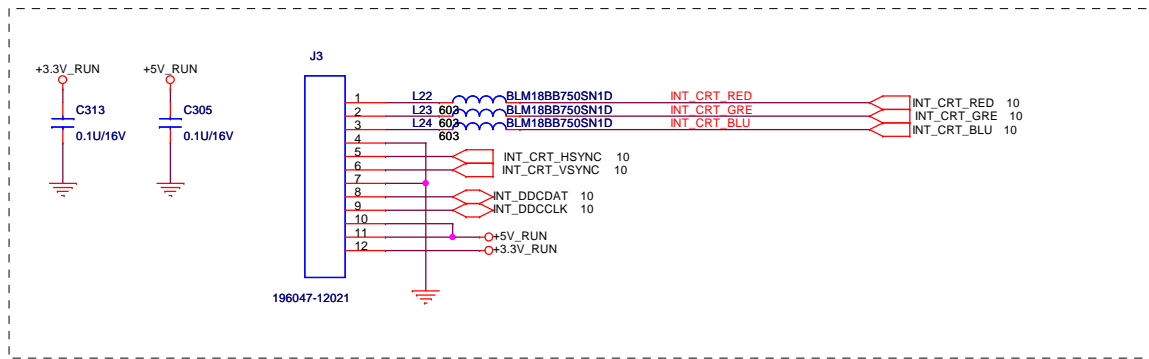 J3
+3.3V_RUN
+5V_RUN
C313
0.1U/16V
C305
0.1U/16V
1 L22 603 BLM18BB750SN1D INT_CRT_RED INT_CRT_RED 10
2 L23 603 BLM18BB750SN1D INT_CRT_GRE INT_CRT_GRE 10
3 L24 603 BLM18BB750SN1D INT_CRT_BLU INT_CRT_BLU 10
4
5 INT_CRT_HSYNC 10
6 INT_CRT_VSYNC 10
7
8 INT_DDCDAT 10
9 INT_DDCCLK 10
10
11 +5V_RUN
12 +3.3V_RUN
196047-12021